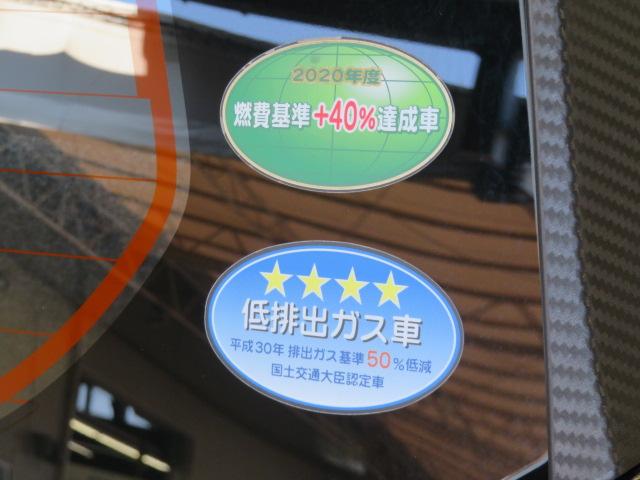 2020年度
燃費基準+40%達成車
低排出ガス車
平成30年 排出ガス基準50%低減
国土交通大臣認定車